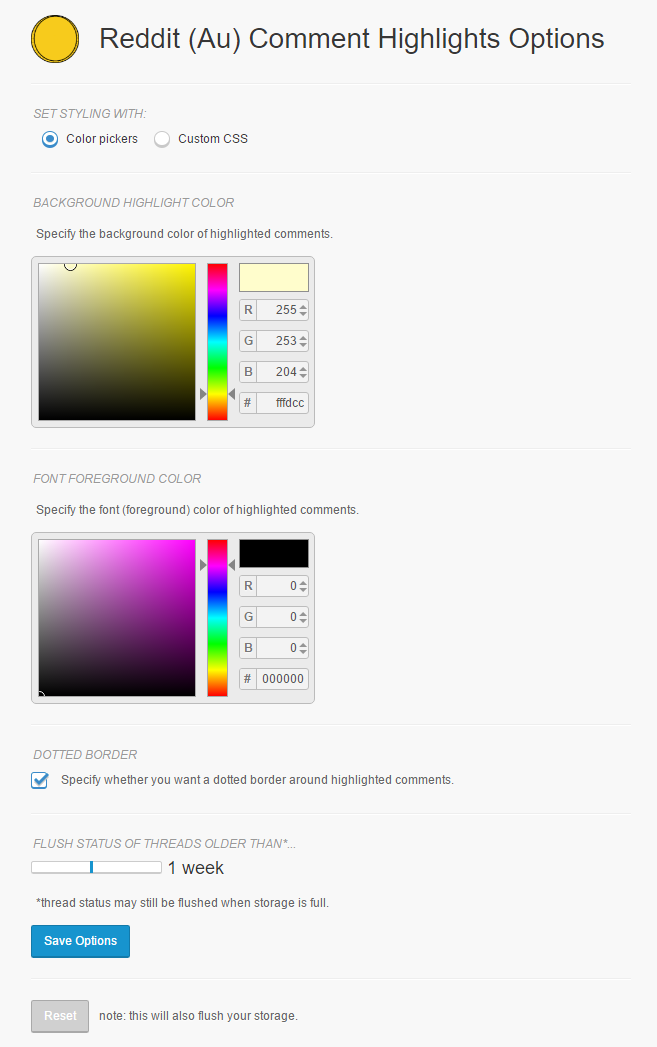 Reddit (Au) Comment Highlights Options
SET STYLING WITH:
Color pickers Custom CSS
BACKGROUND HIGHLIGHT COLOR
Specify the background color of highlighted comments.
R 255
G 253
B 204
# fffdcc
FONT FOREGROUND COLOR
Specify the font (foreground) color of highlighted comments.
R 0
G 0
B 0
# 000000
DOTTED BORDER
Specify whether you want a dotted border around highlighted comments.
FLUSH STATUS OF THREADS OLDER THAN*...
1 week
*thread status may still be flushed when storage is full.
Save Options
Reset note: this will also flush your storage.